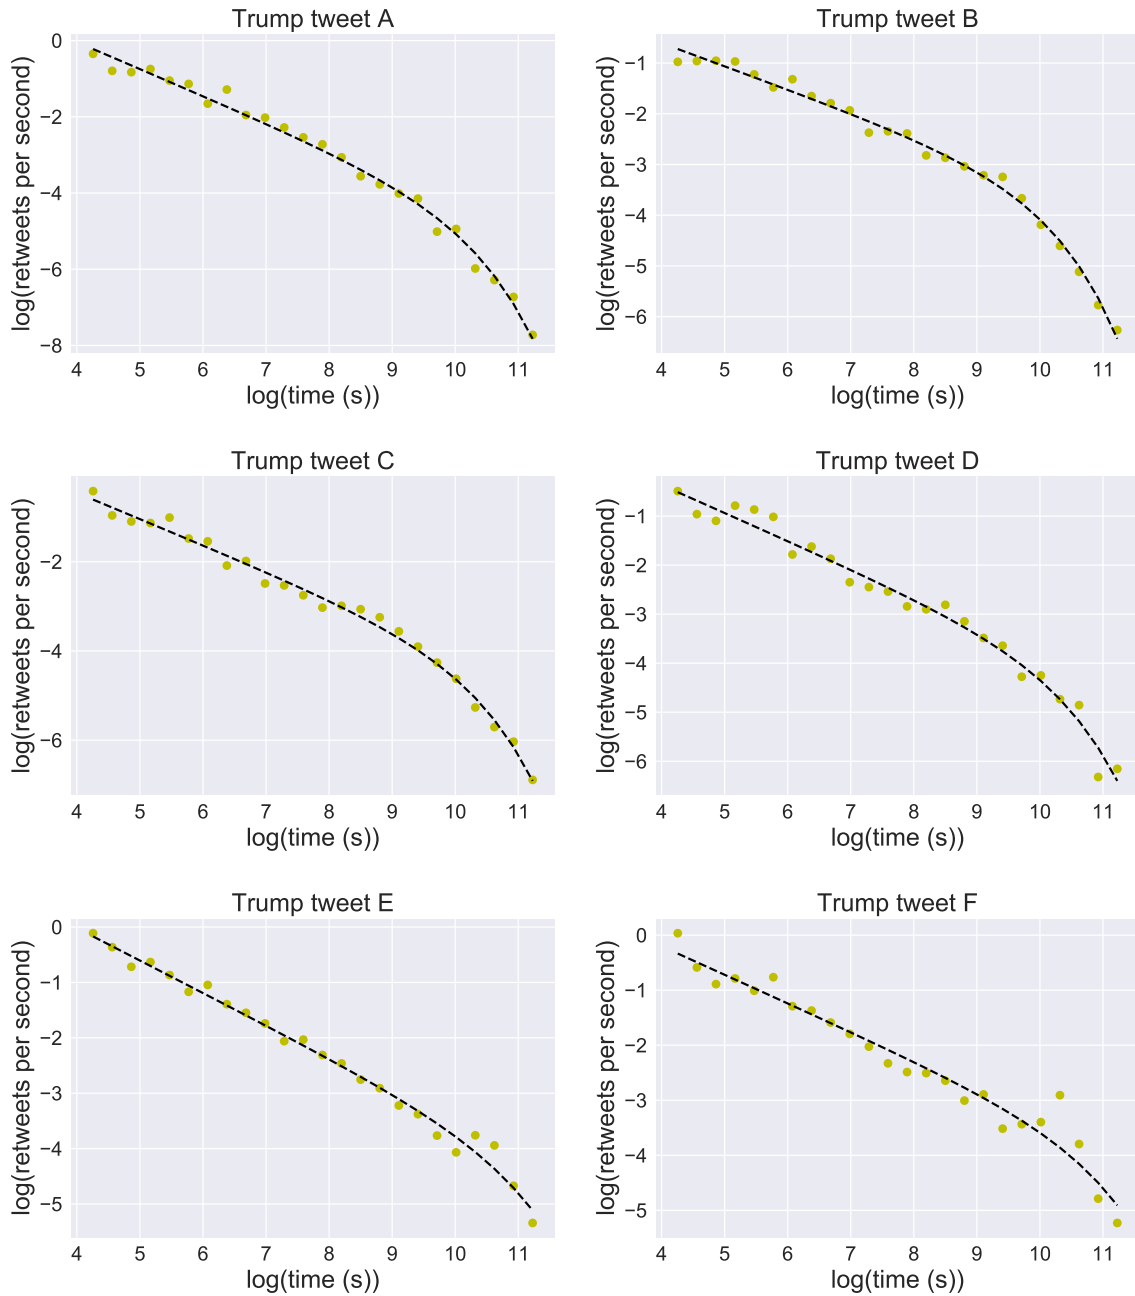 Trump tweet A
Trump tweet B
0
−2
−4
−6
−8
log(retweets per second)
4 5 6 7 8 9 10 11
log(time (s))
−1
−2
−3
−4
−5
−6
log(retweets per second)
4 5 6 7 8 9 10 11
log(time (s))
Trump tweet C
Trump tweet D
−2
−4
−6
log(retweets per second)
4 5 6 7 8 9 10 11
log(time (s))
−1
−2
−3
−4
−5
−6
log(retweets per second)
4 5 6 7 8 9 10 11
log(time (s))
Trump tweet E
Trump tweet F
0
−1
−2
−3
−4
−5
log(retweets per second)
4 5 6 7 8 9 10 11
log(time (s))
0
−1
−2
−3
−4
−5
log(retweets per second)
4 5 6 7 8 9 10 11
log(time (s))